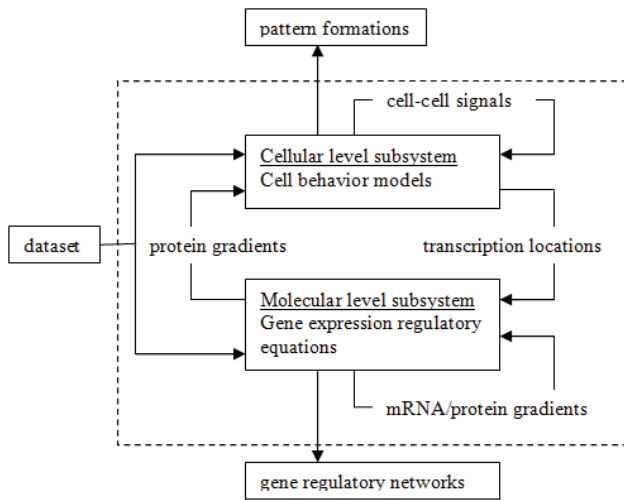 pattern formations
cell-cell signals
Cellular level subsystem
Cell behavior models
dataset
protein gradients
transcription locations
Molecular level subsystem
Gene expression regulatory
equations
mRNA/protein gradients
gene regulatory networks